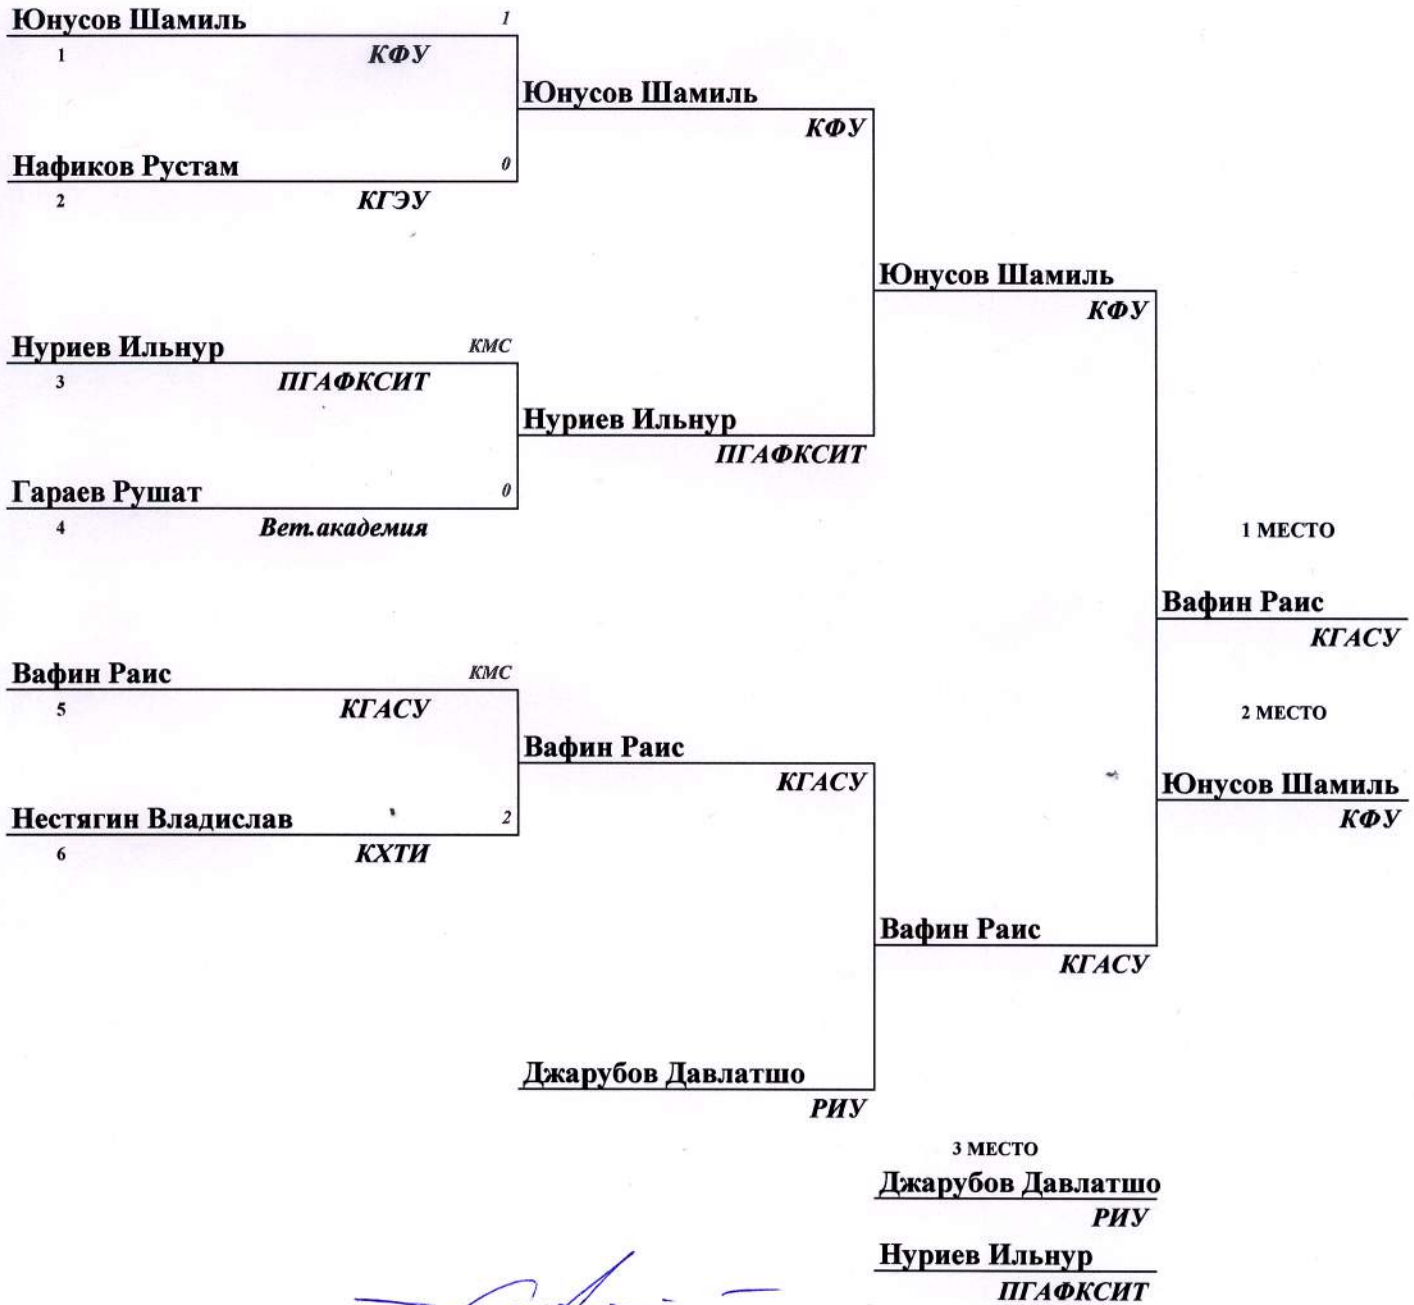 Юнусов Шамиль 1
1 КФУ
Юнусов Шамиль
КФУ
Нафиков Рустам 0
2 КГЭУ
Юнусов Шамиль
КФУ
Нуриев Ильнур КМС
3 ПГАФКСИТ
Нуриев Ильнур
ПГАФКСИТ
Гараев Рушат 0
4 Вет.академия
1 МЕСТО
Вафин Раис
КГАСУ
Вафин Раис КМС
5 КГАСУ
2 МЕСТО
Вафин Раис
КГАСУ
Юнусов Шамиль
КФУ
Нестягин Владислав 2
6 КХТИ
Вафин Раис
КГАСУ
Джарубов Давлатшо
РИУ
3 МЕСТО
Джарубов Давлатшо
РИУ
Нуриев Ильнур
ПГАФКСИТ